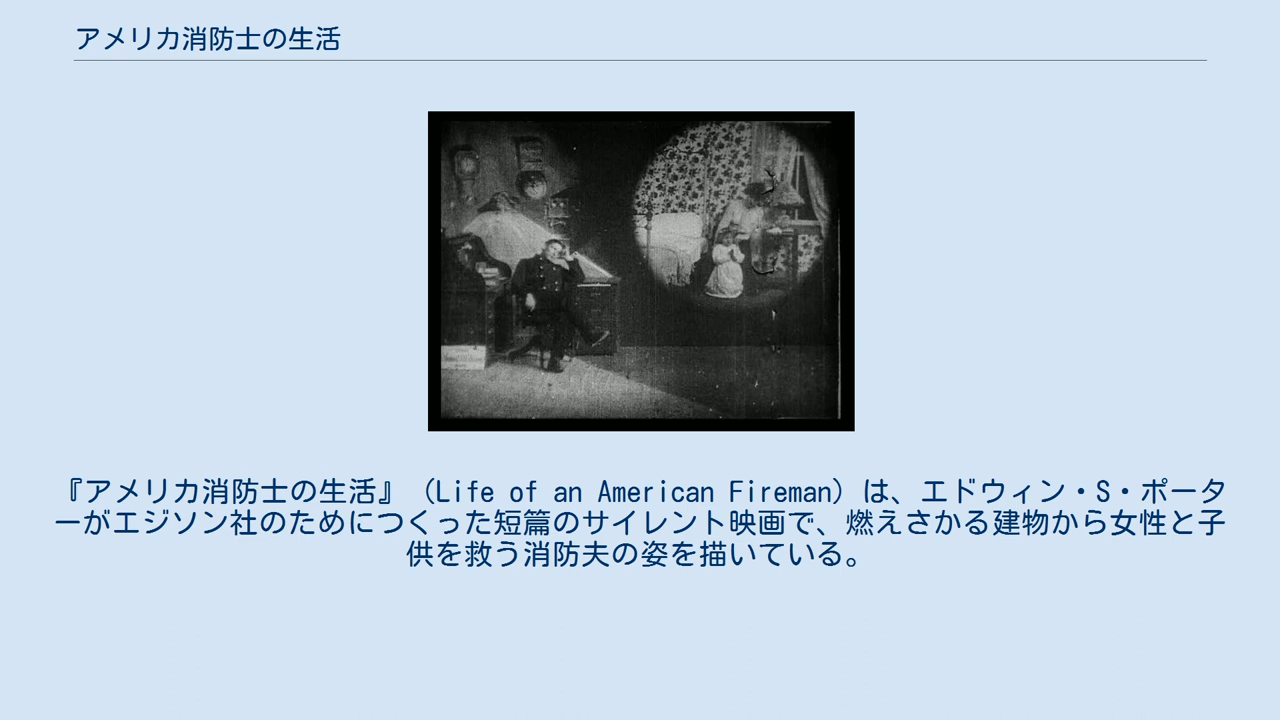 アメリカ消防士の生活
『アメリカ消防士の生活』（Life of an American Fireman）は、エドウィン・S・ポータ
ーがエジソン社のためにつくった短篇のサイレント映画で、燃えさかる建物から女性と子
供を救う消防夫の姿を描いている。